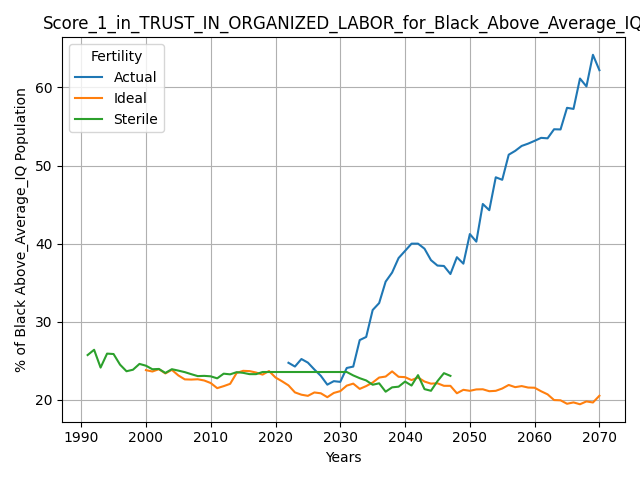 Score_1_in_TRUST_IN_ORGANIZED_LABOR_for_Black_Above_Average_IQ
Fertility
Actual
Ideal
Sterile
% of Black Above_Average_IQ Population
60
50
40
30
20
1990 2000 2010 2020 2030 2040 2050 2060 2070
Years